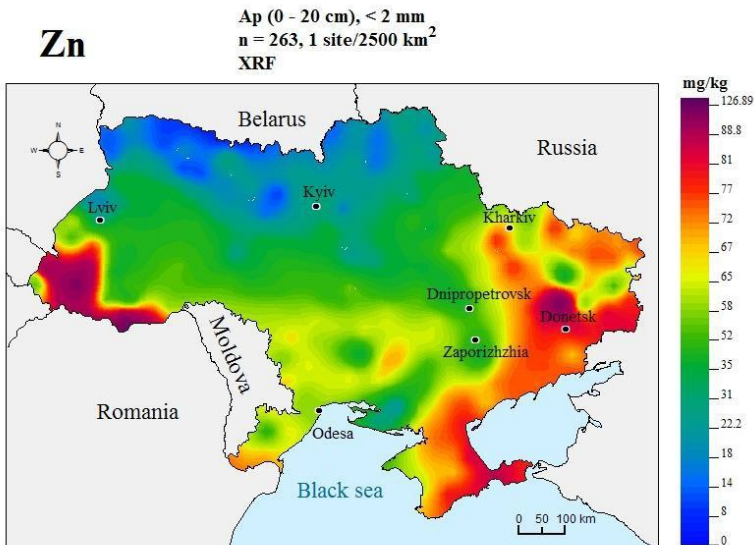 Zn
Ap (0 - 20 cm), < 2 mm
n = 263, 1 site/2500 km²
XRF
mg/kg
126.89
88.8
81
77
72
67
63
58
52
45
35
31
22.2
18
14
8
0
N
W E
S
Belarus
Russia
Lviv
Kyiv
Kharkiv
Dnipropetrovsk
Donetsk
Zaporizhzhia
Moldova
Romania
Odesa
Black sea
0 50 100 km